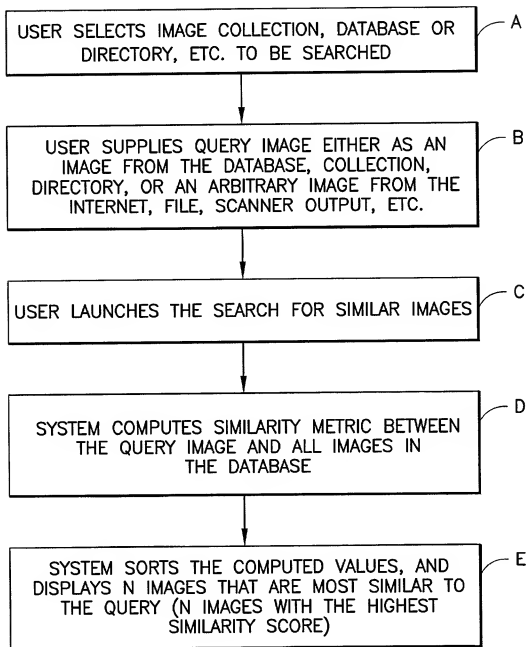 USER SELECTS IMAGE COLLECTION, DATABASE OR
DIRECTORY, ETC. TO BE SEARCHED
A
USER SUPPLIES QUERY IMAGE EITHER AS AN
IMAGE FROM THE DATABASE, COLLECTION,
DIRECTORY, OR AN ARBITRARY IMAGE FROM THE
INTERNET, FILE, SCANNER OUTPUT, ETC.
B
USER LAUNCHES THE SEARCH FOR SIMILAR IMAGES
C
SYSTEM COMPUTES SIMILARITY METRIC BETWEEN
THE QUERY IMAGE AND ALL IMAGES IN
THE DATABASE
D
SYSTEM SORTS THE COMPUTED VALUES, AND
DISPLAYS N IMAGES THAT ARE MOST SIMILAR TO
THE QUERY (N IMAGES WITH THE HIGHEST
SIMILARITY SCORE)
E